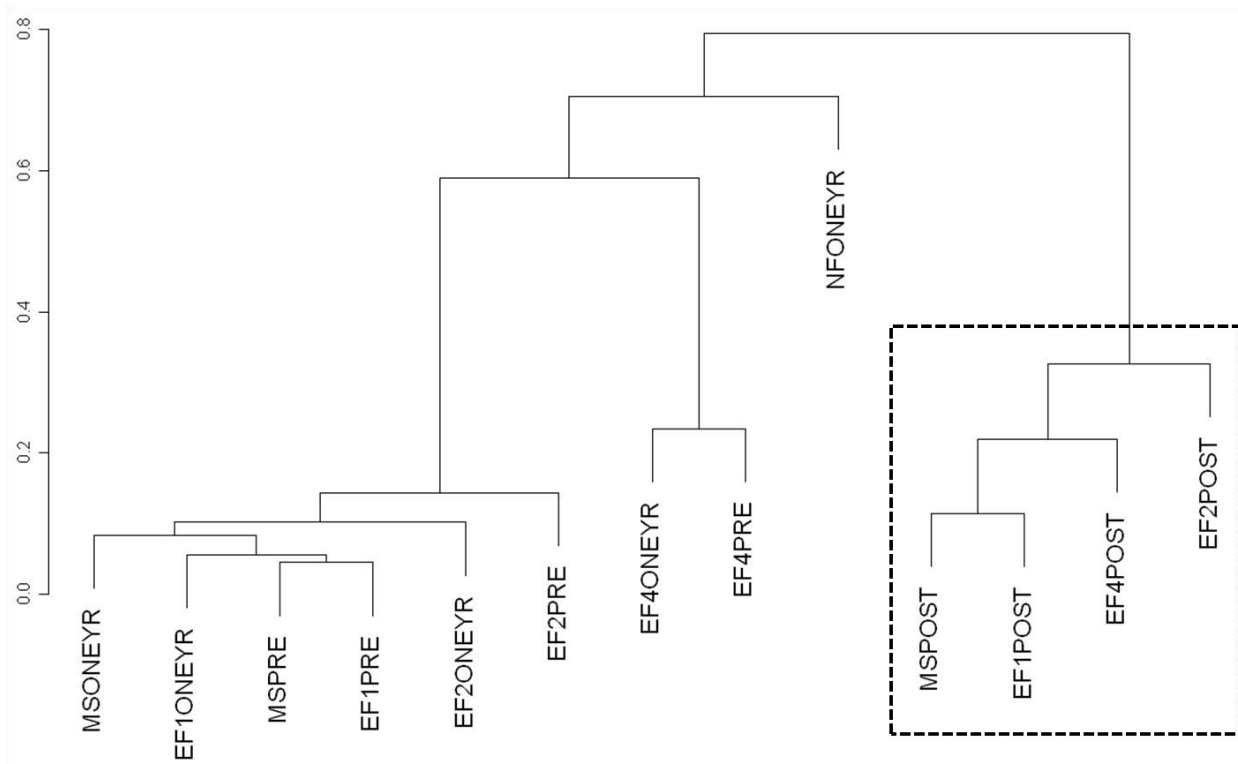 0.8
0.6
0.4
0.2
0.0
MSONEYR
EF1ONEYR
MSPRE
EF1PRE
EF2ONEYR
EF2PRE
EF4ONEYR
EF4PRE
NFONEYR
MSPOST
EF1POST
EF4POST
EF2POST